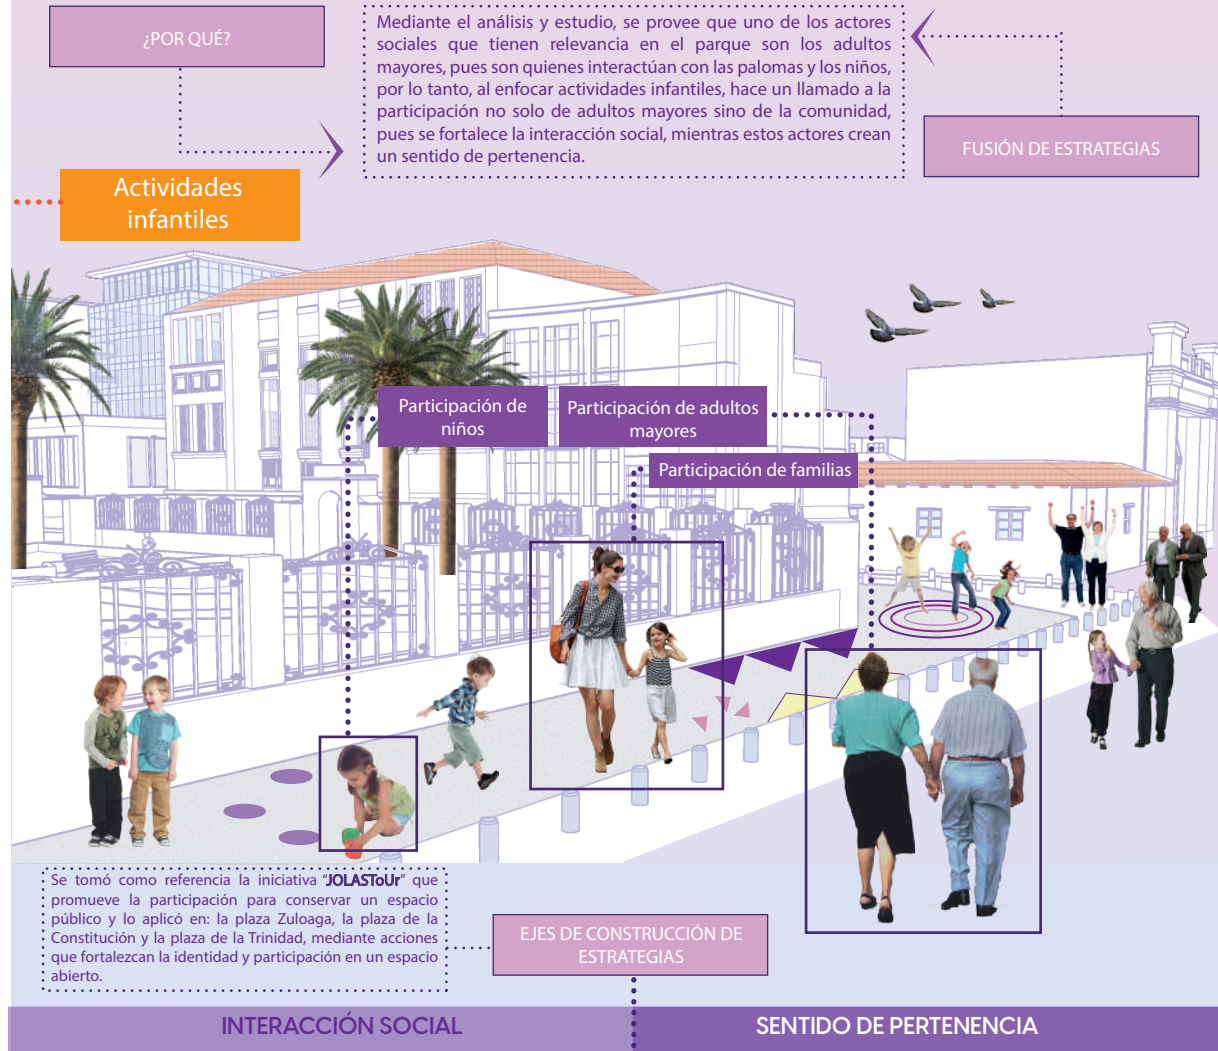 ¿POR QUÉ?
Mediante el análisis y estudio, se provee que uno de los actores
sociales que tienen relevancia en el parque son los adultos
mayores, pues son quienes interactúan con las palomas y los niños,
por lo tanto, al enfocar actividades infantiles, hace un llamado a la
participación no solo de adultos mayores sino de la comunidad,
pues se fortalece la interacción social, mientras estos actores crean
un sentido de pertenencia.
FUSIÓN DE ESTRATEGIAS
Actividades
infantiles
Participación de
niños
Participación de adultos
mayores
Participación de familias
Se tomó como referencia la iniciativa “JOLASToUr” que
promueve la participación para conservar un espacio
público y lo aplicó en: la plaza Zuloaga, la plaza de la
Constitución y la plaza de la Trinidad, mediante acciones
que fortalezcan la identidad y participación en un espacio
abierto.
EJES DE CONSTRUCCIÓN DE
ESTRATEGIAS
INTERACCIÓN SOCIAL
SENTIDO DE PERTENENCIA